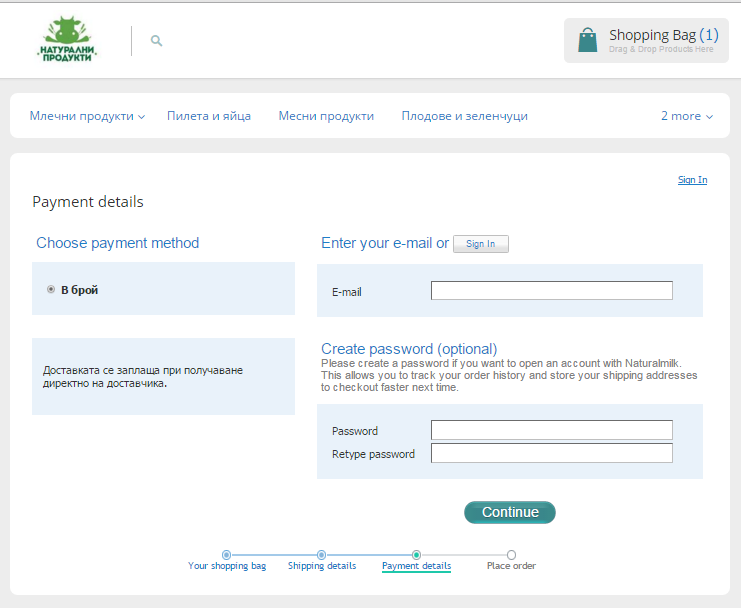 НАТУРАЛНИ
ПРОДУКТИ
Shopping Bag (1)
Drag & Drop Products Here
Млечни продукти
Пилета и яйца
Месни продукти
Плодове и зеленчуци
2 more
Sign In
Payment details
Choose payment method
В брой
Доставката се заплаща при получаване
директно на доставчика.
Enter your e-mail or
Sign In
E-mail
Create password (optional)
Please create a password if you want to open an account with Naturalmilk.
This allows you to track your order history and store your shipping addresses
to checkout faster next time.
Password
Retype password
Continue
Your shopping bag
Shipping details
Payment details
Place order